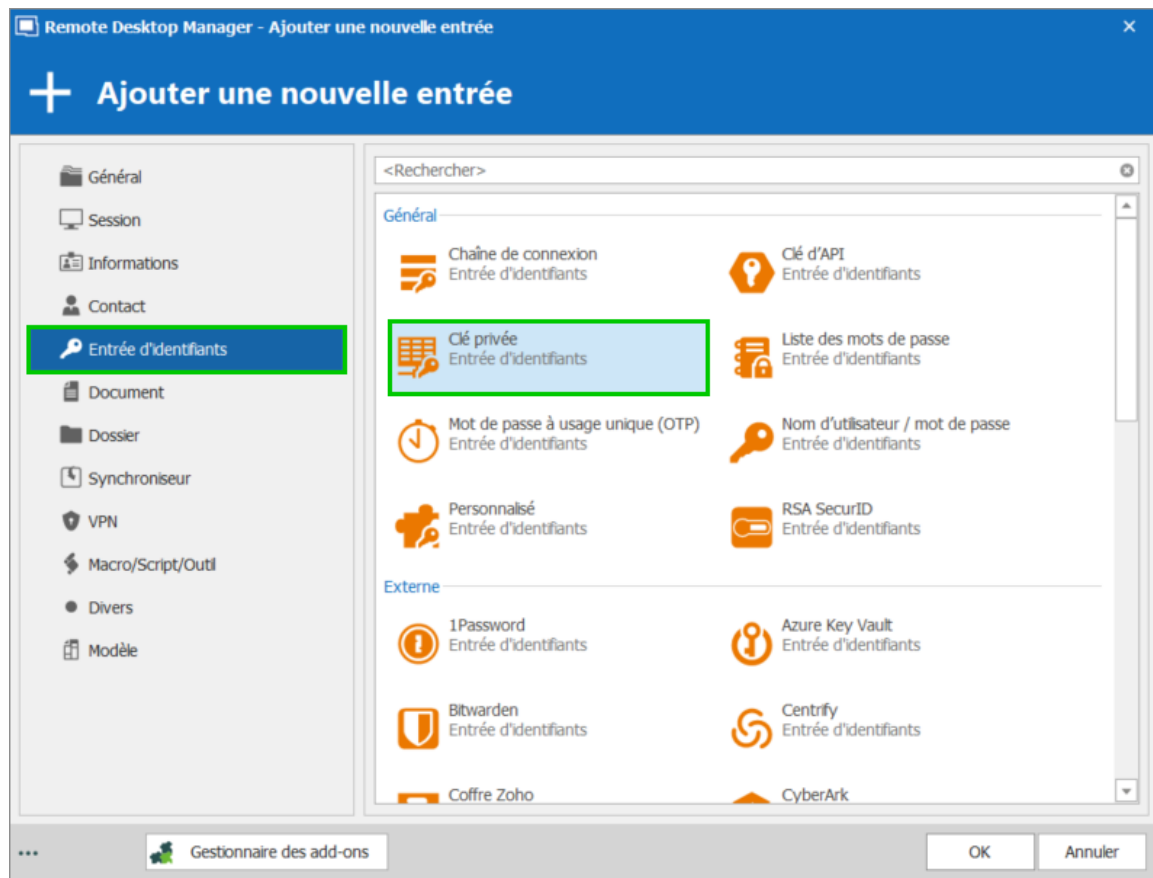 Remote Desktop Manager - Ajouter une nouvelle entrée
Ajouter une nouvelle entrée
Général
Session
Informations
Contact
Entrée d'identifiants
Document
Dossier
Synchroniseur
VPN
Macro/Script/Outil
Divers
Modèle
<Rechercher>
Général
Chaîne de connexion
Entrée d'identifiants
Clé d'API
Entrée d'identifiants
Clé privée
Entrée d'identifiants
Liste des mots de passe
Entrée d'identifiants
Mot de passe à usage unique (OTP)
Entrée d'identifiants
Nom d'utilisateur / mot de passe
Entrée d'identifiants
Personnalisé
Entrée d'identifiants
RSA SecurID
Entrée d'identifiants
Externe
1Password
Entrée d'identifiants
Azure Key Vault
Entrée d'identifiants
Bitwarden
Entrée d'identifiants
Centrify
Entrée d'identifiants
Coffre Zoho
CyberArk
... Gestionnaire des add-ons
OK
Annuler